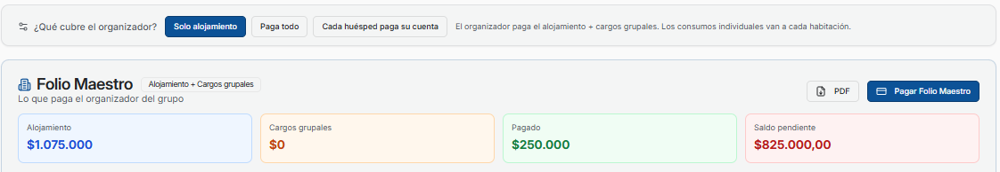 ¿Qué cubre el organizador? Solo alojamiento Paga todo Cada huésped paga su cuenta El organizador paga el alojamiento + cargos grupales. Los consumos individuales van a cada habitación.
Folio Maestro Alojamiento + Cargos grupales
Lo que paga el organizador del grupo
PDF Pagar Folio Maestro
Alojamiento Cargos grupales Pagado Saldo pendiente
$1.075.000 $0 $250.000 $825.000,00